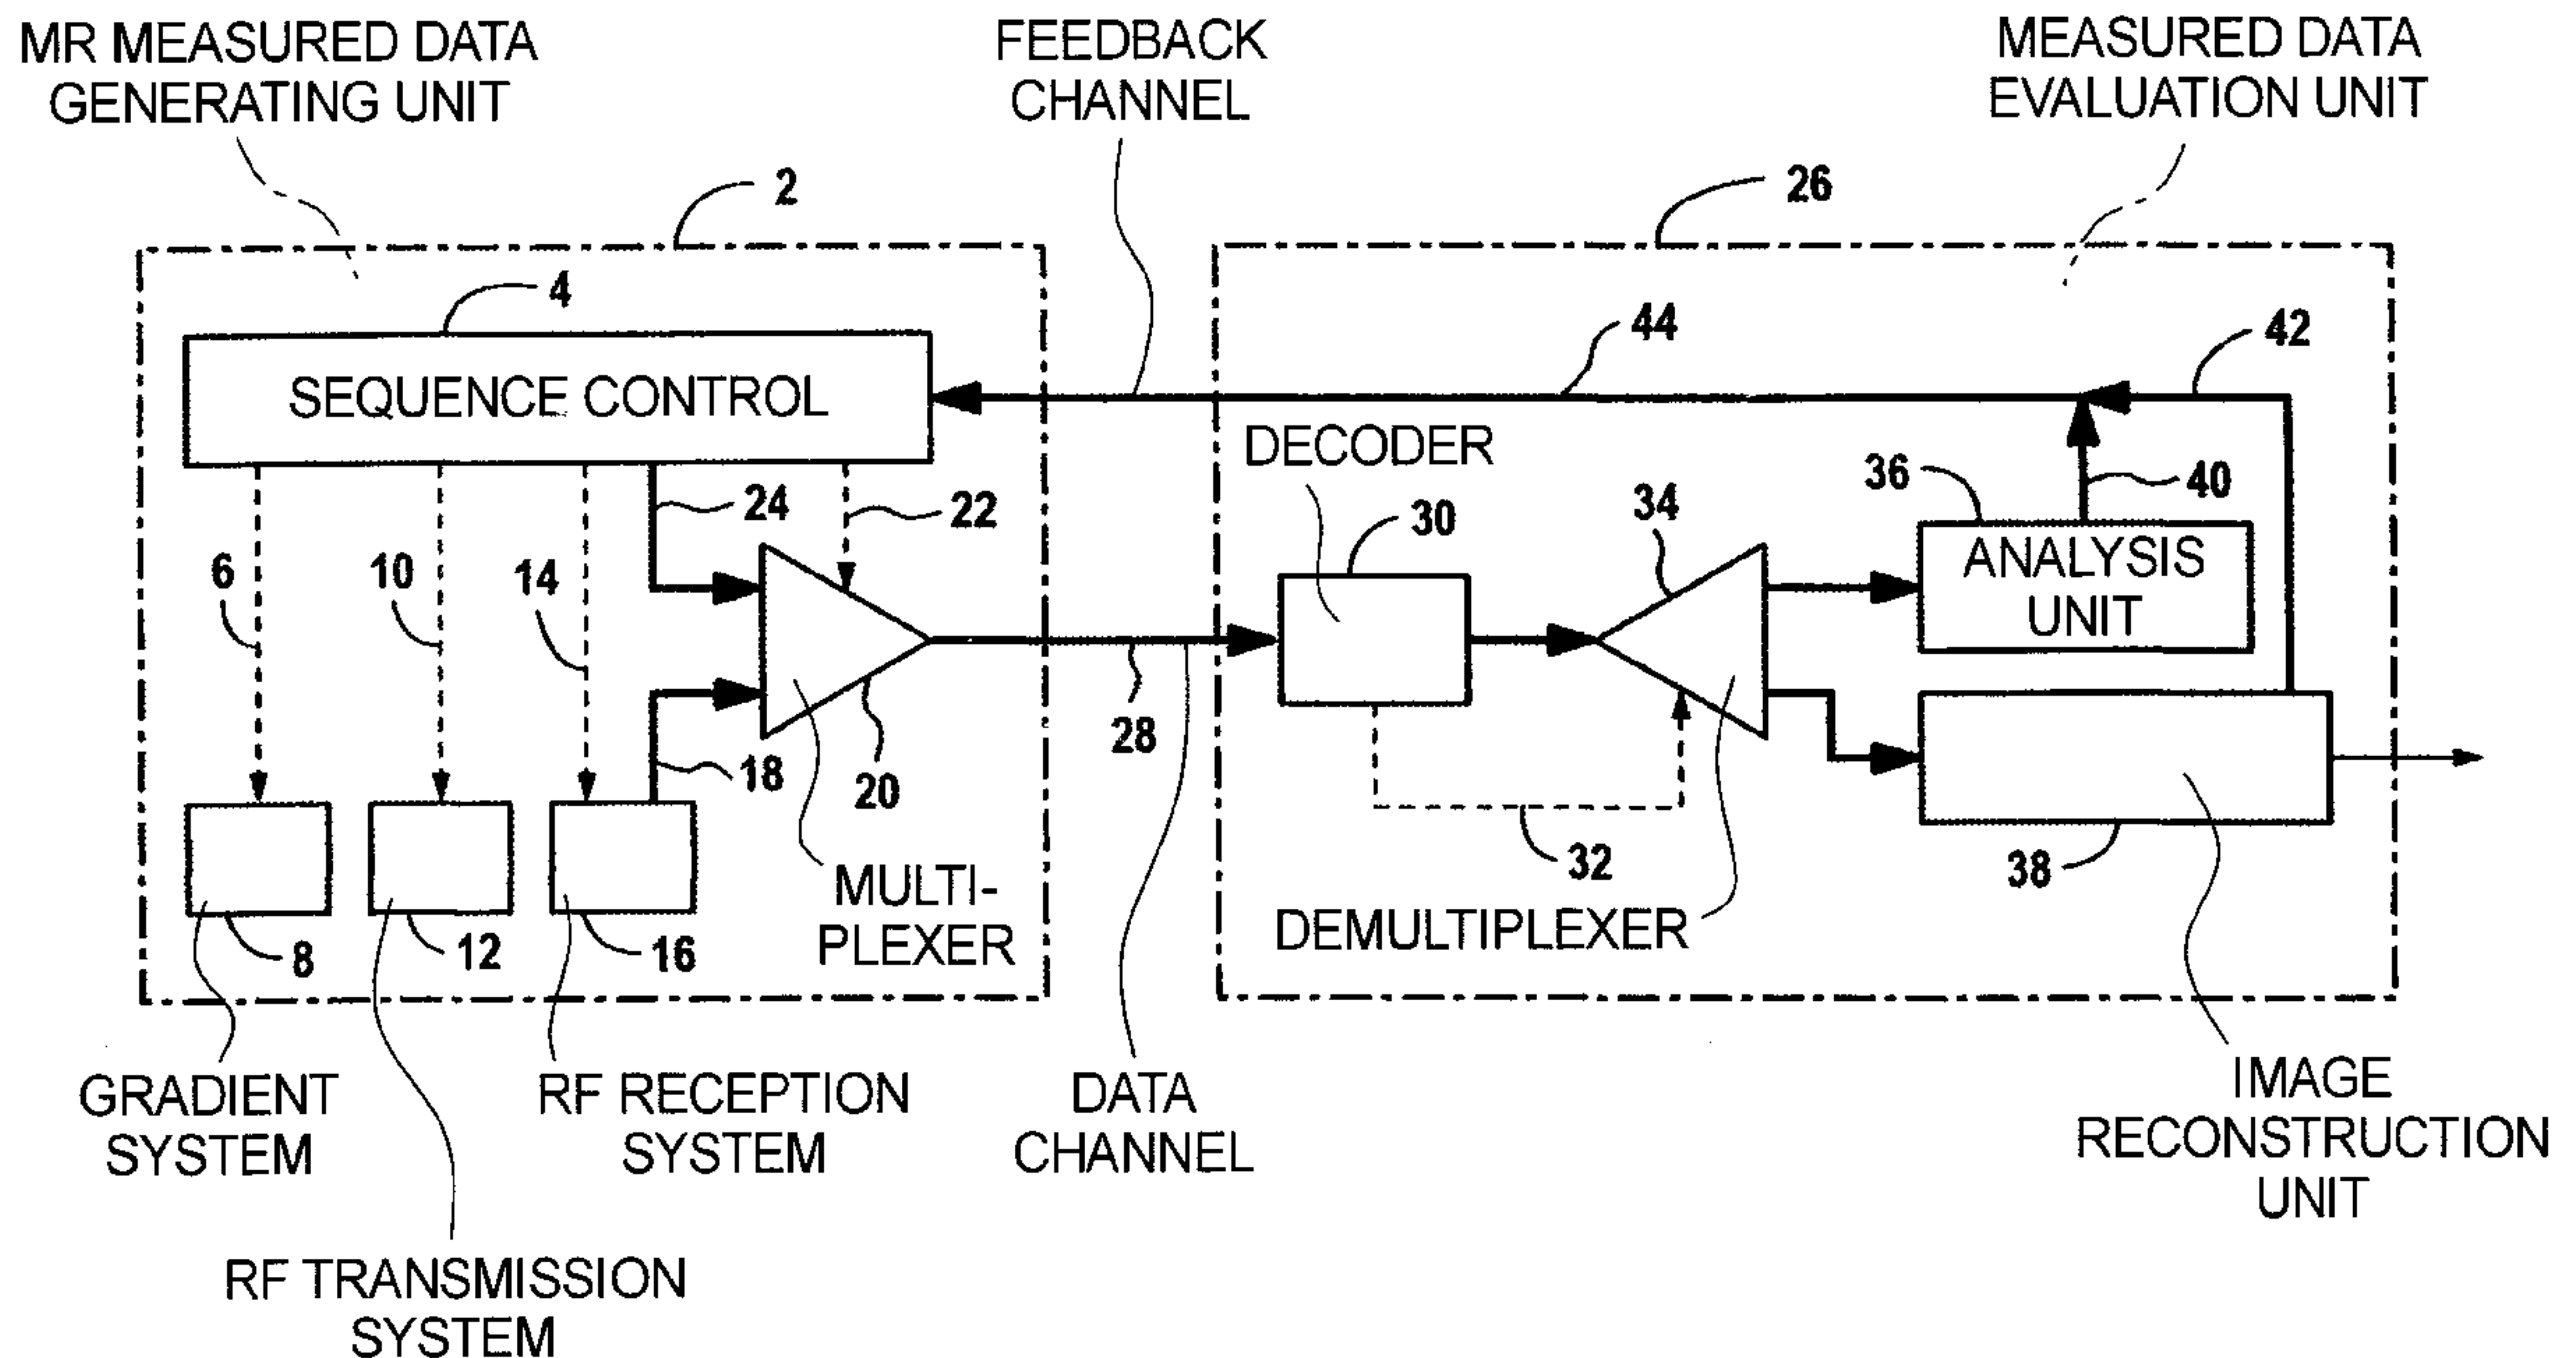 MR MEASURED DATA
GENERATING UNIT
FEEDBACK
CHANNEL
MEASURED DATA
EVALUATION UNIT
2
26
4
44
42
SEQUENCE CONTROL
DECODER
24
22
36
40
34
30
ANALYSIS
UNIT
6
10
14
28
18
20
32
38
MULTI-
PLEXER
DEMULTIPLEXER
8
12
16
GRADIENT
SYSTEM
RF RECEPTION
SYSTEM
DATA
CHANNEL
IMAGE
RECONSTRUCTION
UNIT
RF TRANSMISSION
SYSTEM